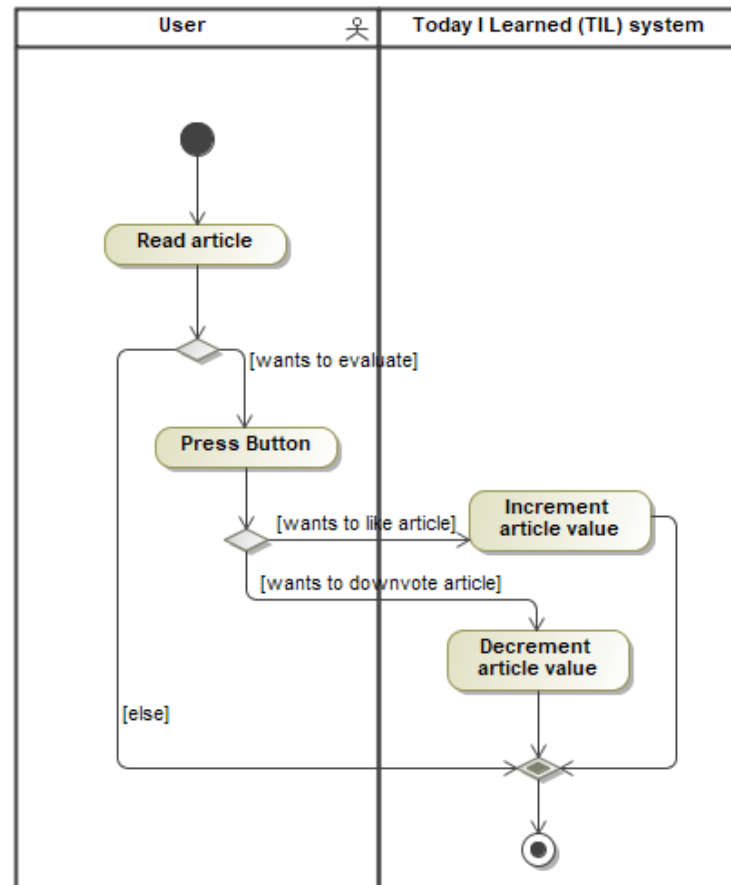 User
Today I Learned (TIL) system
Read article
[wants to evaluate]
Press Button
[wants to like article]
Increment
article value
[wants to downvote article]
Decrement
article value
[else]